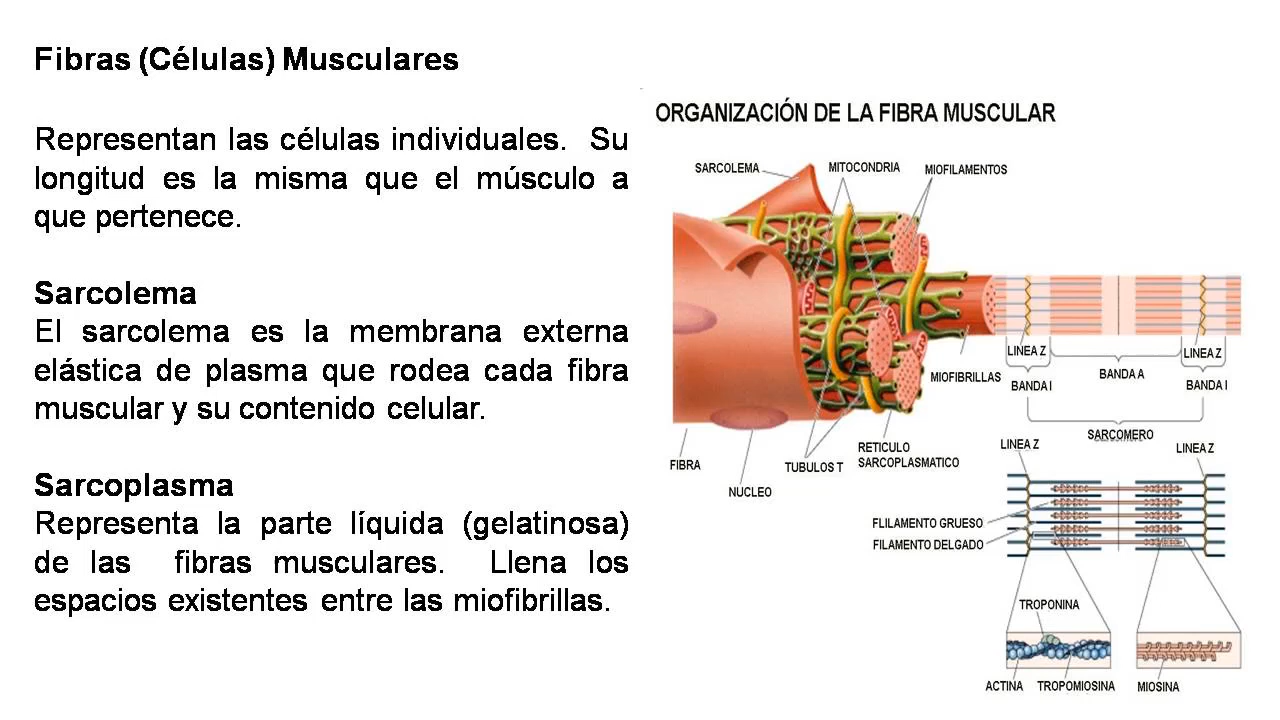 Fibras (Células) Musculares
Representan las células individuales. Su
longitud es la misma que el músculo a
que pertenece.
Sarcolema
El sarcolema es la membrana externa
elástica de plasma que rodea cada fibra
muscular y su contenido celular.
Sarcoplasma
Representa la parte líquida (gelatinosa)
de las fibras musculares. Llena los
espacios existentes entre las miofibrillas.
ORGANIZACIÓN DE LA FIBRA MUSCULAR
SARCOLEMA
MITOCONDRIA
MIOFILAMENTOS
LINEA Z
LINEA Z
MIOFIBRILLAS
BANDA A
BANDA I
BANDA I
SARCOMERO
FIBRA
NUCLEO
TUBULOS T
RETICULO
SARCOPLASMATICO
LINEA Z
LINEA Z
FLILAMENTO GRUESO
FILAMENTO DELGADO
TROPONINA
ACTINA
TROPOMIOSINA
MIOSINA